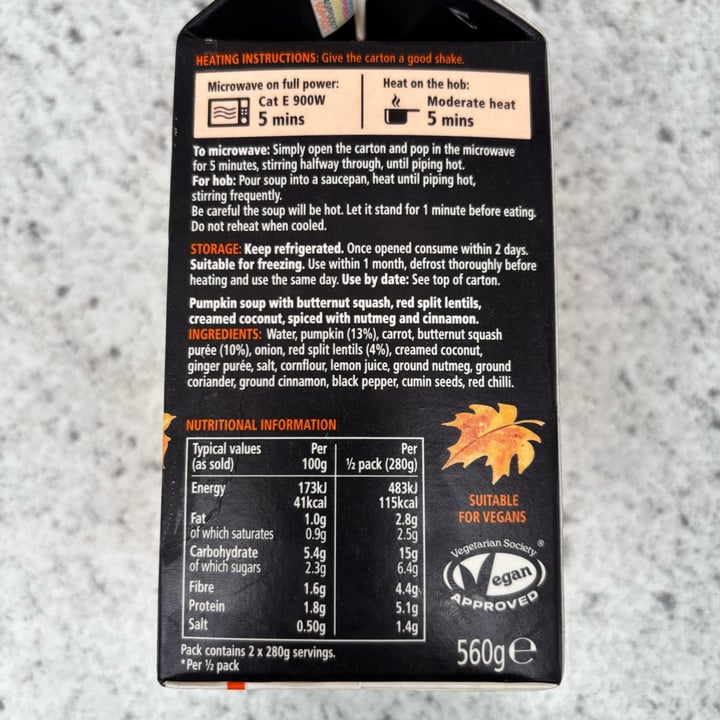 HEATING INSTRUCTIONS: Give the carton a good shake.
Microwave on full power:
Cat E 900W
5 mins
Heat on the hob:
Moderate heat
5 mins
To microwave: Simply open the carton and pop in the microwave
for 5 minutes, stirring halfway through, until piping hot.
For hob: Pour soup into a saucepan, heat until piping hot,
stirring frequently.
Be careful the soup will be hot. Let it stand for 1 minute before eating.
Do not reheat when cooled.
STORAGE: Keep refrigerated. Once opened consume within 2 days.
Suitable for freezing. Use within 1 month, defrost thoroughly before
heating and use the same day. Use by date: See top of carton.
Pumpkin soup with butternut squash, red split lentils,
creamed coconut, spiced with nutmeg and cinnamon.
INGREDIENTS: Water, pumpkin (13%), carrot, butternut squash
purée (10%), onion, red split lentils (4%), creamed coconut,
ginger purée, salt, cornflour, lemon juice, ground nutmeg, ground
coriander, ground cinnamon, black pepper, cumin seeds, red chilli.
NUTRITIONAL INFORMATION
Typical values (as sold) Per 100g Per ½ pack (280g)
Energy 173kJ 483kJ
41kcal 115kcal
Fat 1.0g 2.8g
of which saturates 0.9g 2.5g
Carbohydrate 5.4g 15g
of which sugars 2.3g 6.4g
Fibre 1.6g 4.4g
Protein 1.8g 5.1g
Salt 0.50g 1.4g
Pack contains 2 x 280g servings.
*Per ½ pack
SUITABLE
FOR VEGANS
Vegetarian Society ®
Vegan
APPROVED
560g ℮